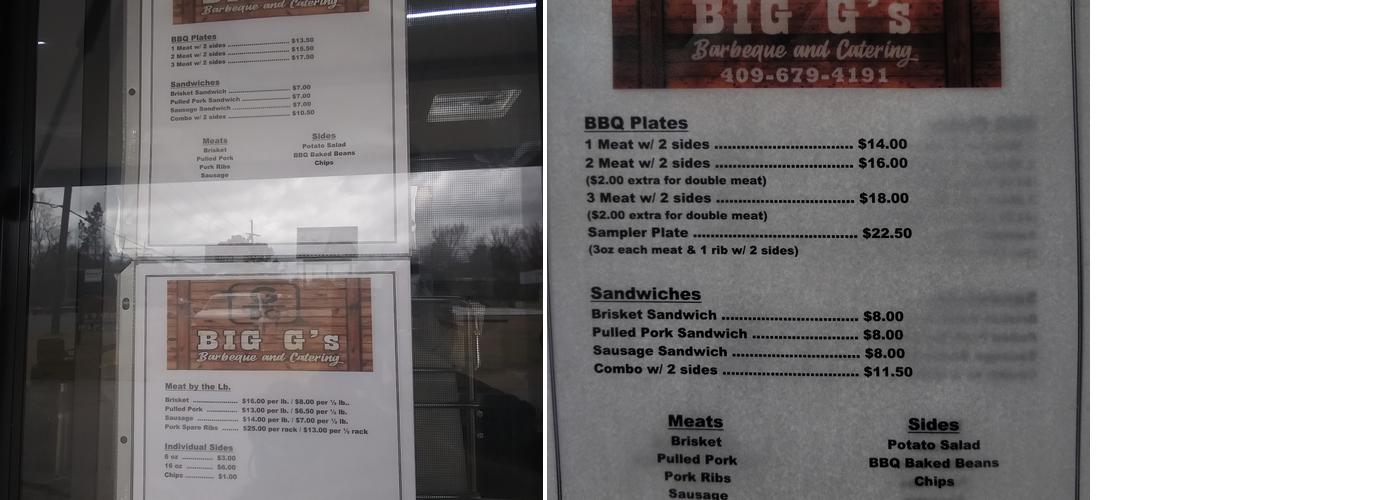 Barbeque and Catering
BBQ Plates
1 Meat w/ 2 sides ........................ $13.50
2 Meat w/ 2 sides ........................ $15.50
3 Meat w/ 2 sides ........................ $17.50
Sandwiches
Brisket Sandwich ........................ $7.00
Pulled Pork Sandwich .................. $7.00
Sausage Sandwich ...................... $7.00
Combo w/ 2 sides ....................... $10.50
Meats
Brisket
Pulled Pork
Pork Ribs
Sausage
Sides
Potato Salad
BBQ Baked Beans
Chips
BIG G's
Barbeque and Catering
Meat by the Lb.
Brisket ................ $16.00 per lb. / $8.00 per ½ lb..
Pulled Pork ........... $13.00 per lb. / $6.50 per ½ lb.
Sausage ............... $14.00 per lb. / $7.00 per ½ lb.
Pork Spare Ribs ....... $25.00 per rack / $13.00 per ½ rack
Individual Sides
6 oz ............ $3.00
16 oz ........... $6.00
Chips ........... $1.00
BIG G's
Barbeque and Catering
409-679-4191
BBQ Plates
1 Meat w/ 2 sides ................................ $14.00
2 Meat w/ 2 sides ................................ $16.00
($2.00 extra for double meat)
3 Meat w/ 2 sides ................................ $18.00
($2.00 extra for double meat)
Sampler Plate ...................................... $22.50
(3oz each meat & 1 rib w/ 2 sides)
Sandwiches
Brisket Sandwich ................................. $8.00
Pulled Pork Sandwich .......................... $8.00
Sausage Sandwich .............................. $8.00
Combo w/ 2 sides ................................ $11.50
Meats
Brisket
Pulled Pork
Pork Ribs
Sausage
Sides
Potato Salad
BBQ Baked Beans
Chips